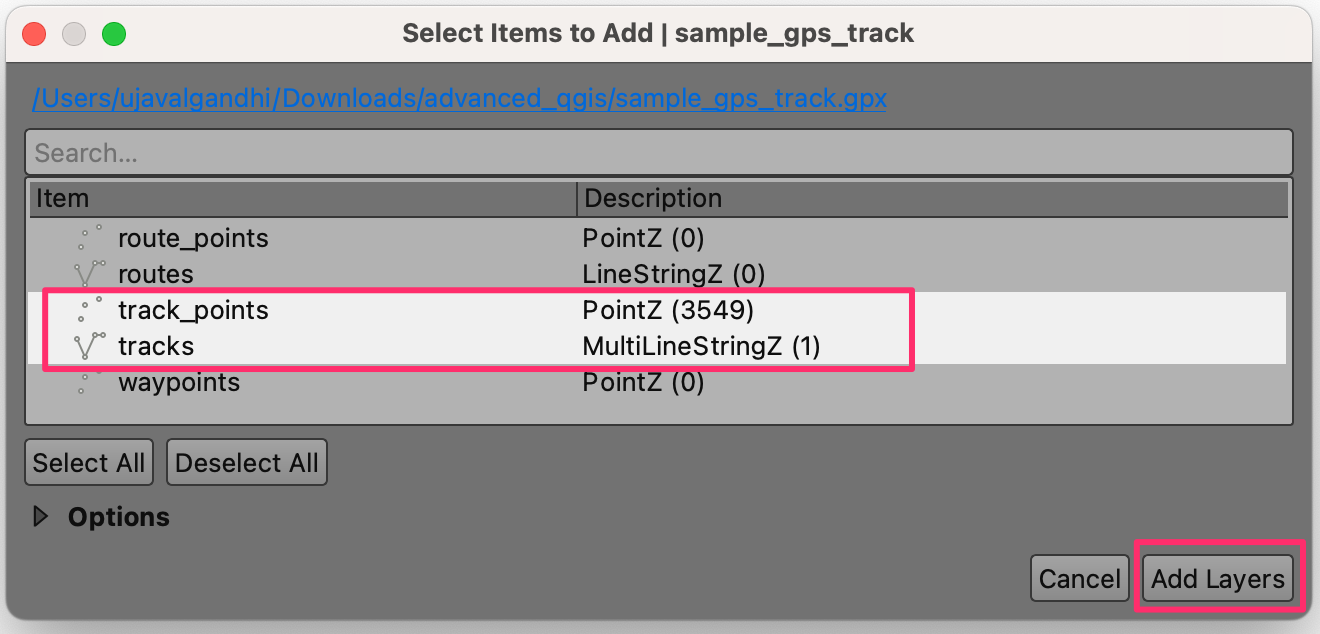 Select Items to Add | sample_gps_track
/Users/ujavalgandhi/Downloads/advanced_qgis/sample_gps_track.gpx
Search...
Item Description
route_points PointZ (0)
routes LineStringZ (0)
track_points PointZ (3549)
tracks MultiLineStringZ (1)
waypoints PointZ (0)
Select All Deselect All
Options
Cancel Add Layers